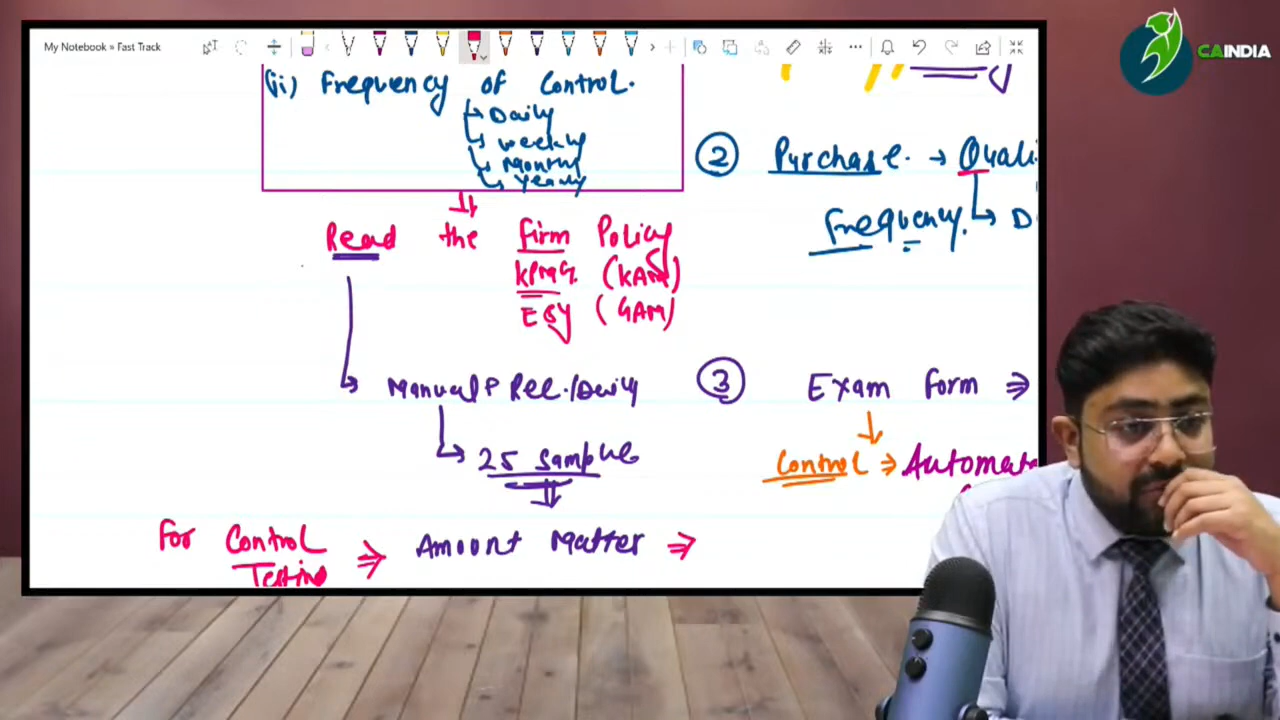 My Notebook » Fast Track
CAINDIA
(ii) Frequency of Control.
Daily
Weekly
Monthly
Yearly
Read the Firm Policy
KPMG (KAM)
E&Y (GAM)
Manual + Rec./Daily
25 Sample
For Control Testing ⇒ Amount Matter ⇒
② Purchase. → Quali
Frequency. → D
③ Exam Form ⇒
Control ⇒ Automate